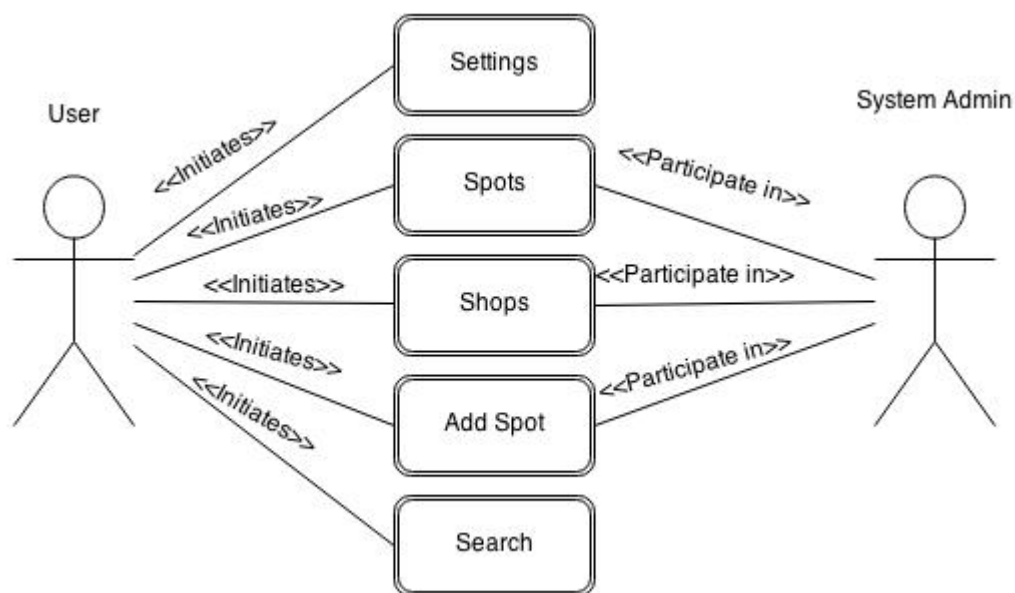 Settings
User
System Admin
<<Initiates>>
<<Participate in>>
Spots
<<Initiates>>
<<Initiates>>
Shops
<<Participate in>>
<<Initiates>>
Add Spot
<<Participate in>>
<<Initiates>>
Search